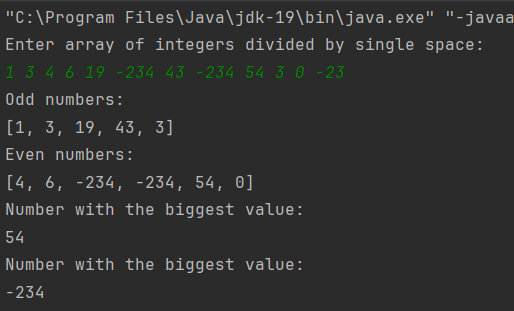 "C:\Program Files\Java\jdk-19\bin\java.exe" "-javaa
Enter array of integers divided by single space:
1 3 4 6 19 -234 43 -234 54 3 0 -23
Odd numbers:
[1, 3, 19, 43, 3]
Even numbers:
[4, 6, -234, -234, 54, 0]
Number with the biggest value:
54
Number with the biggest value:
-234